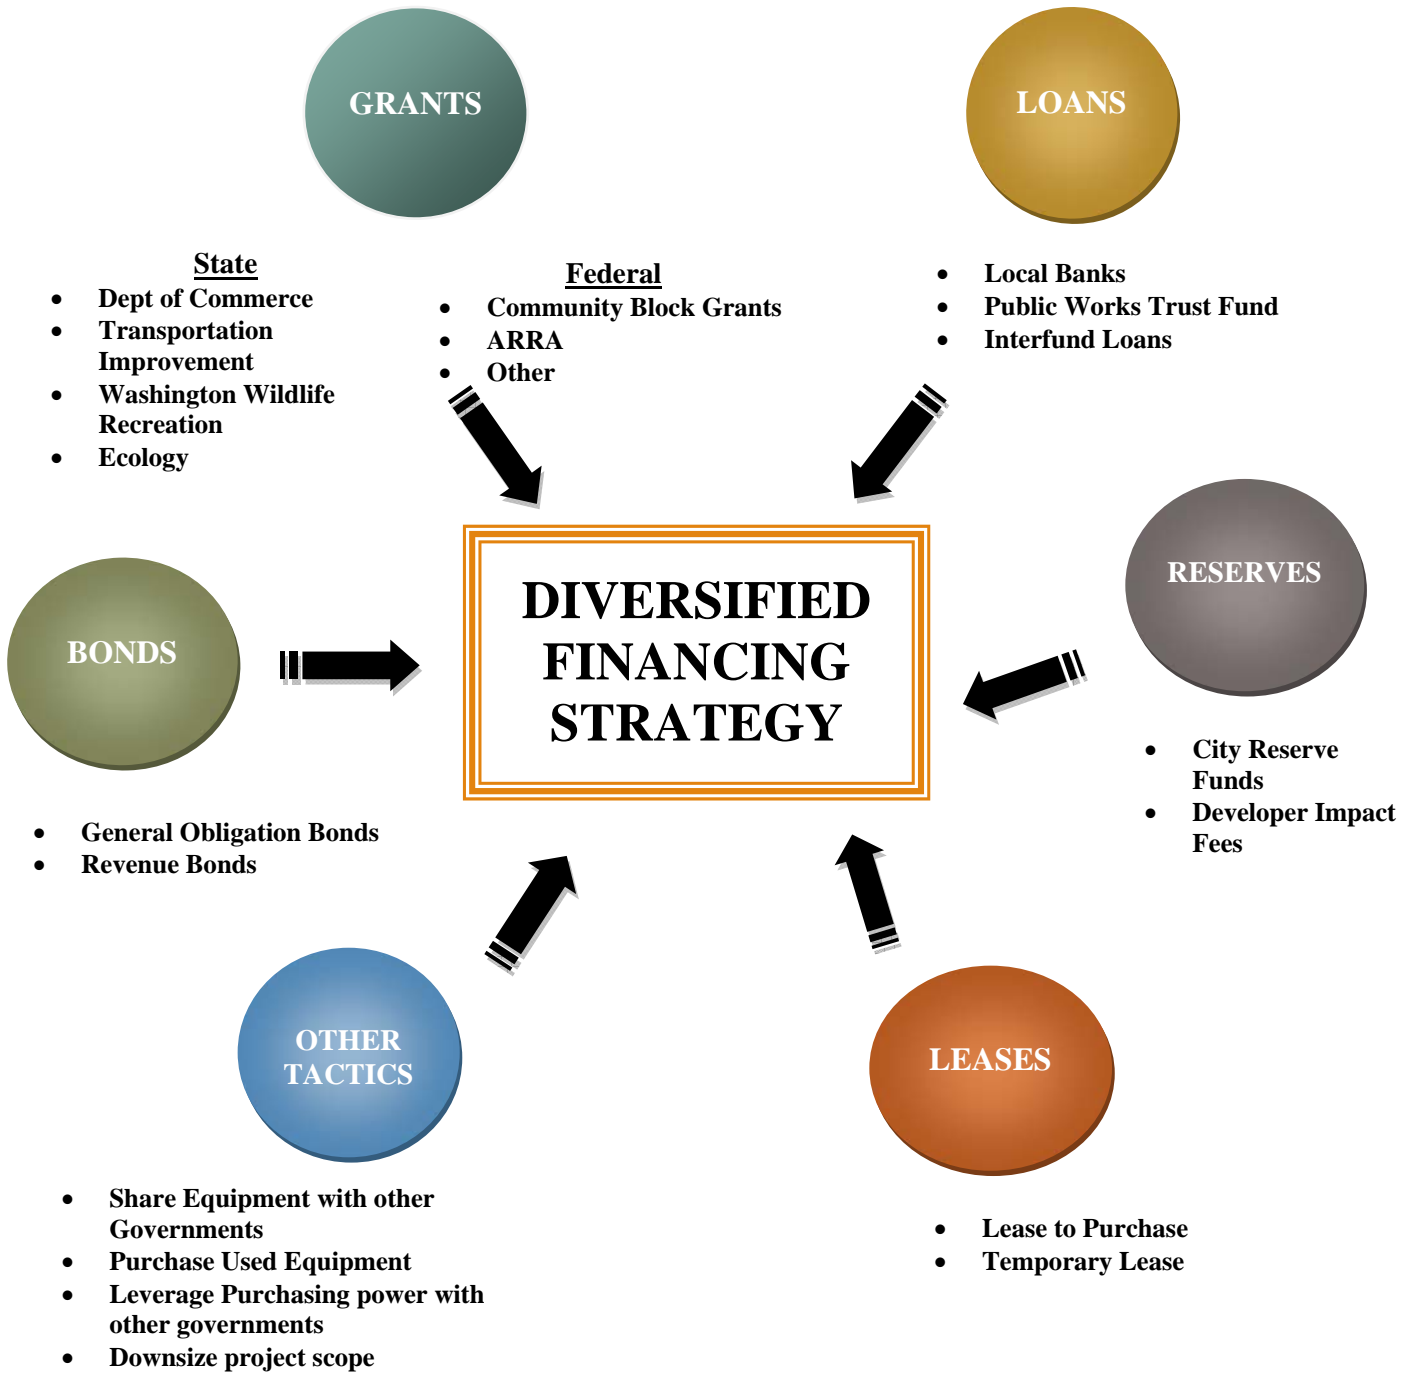 GRANTS
LOANS
State
• Dept of Commerce
• Transportation
Improvement
• Washington Wildlife
Recreation
• Ecology
Federal
• Community Block Grants
• ARRA
• Other
• Local Banks
• Public Works Trust Fund
• Interfund Loans
BONDS
DIVERSIFIED
FINANCING
STRATEGY
RESERVES
• General Obligation Bonds
• Revenue Bonds
• City Reserve
Funds
• Developer Impact
Fees
OTHER
TACTICS
LEASES
• Share Equipment with other
Governments
• Purchase Used Equipment
• Leverage Purchasing power with
other governments
• Downsize project scope
• Lease to Purchase
• Temporary Lease